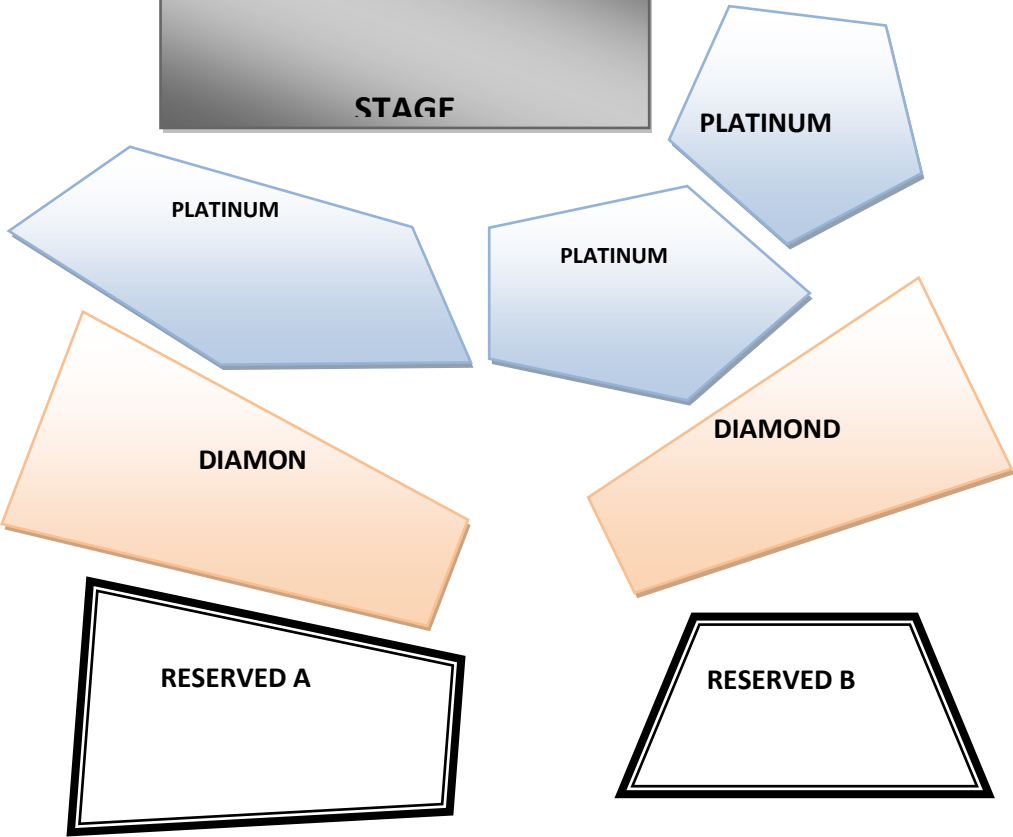 STAGE
PLATINUM
PLATINUM
PLATINUM
DIAMOND
DIAMON
RESERVED A
RESERVED B